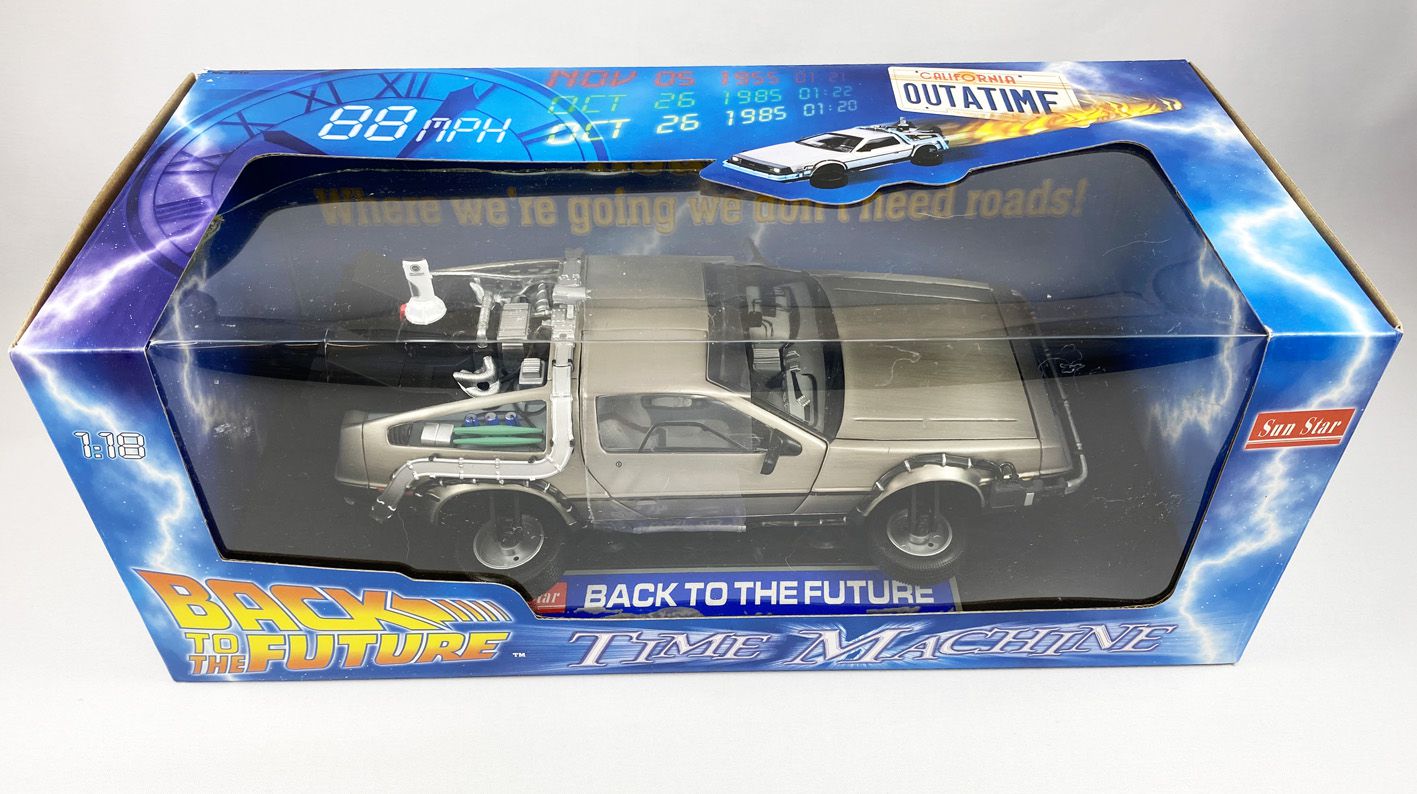 NOV 05 1955 01:21
OCT 26 1985 01:22
OCT 26 1985 01:20
88 MPH
CALIFORNIA
OUTATIME
XII
Where we're going we don't need roads!
1:18
Sun Star
BACK TO THE FUTURE
BACK
TO THE FUTURE ™
TIME MACHINE